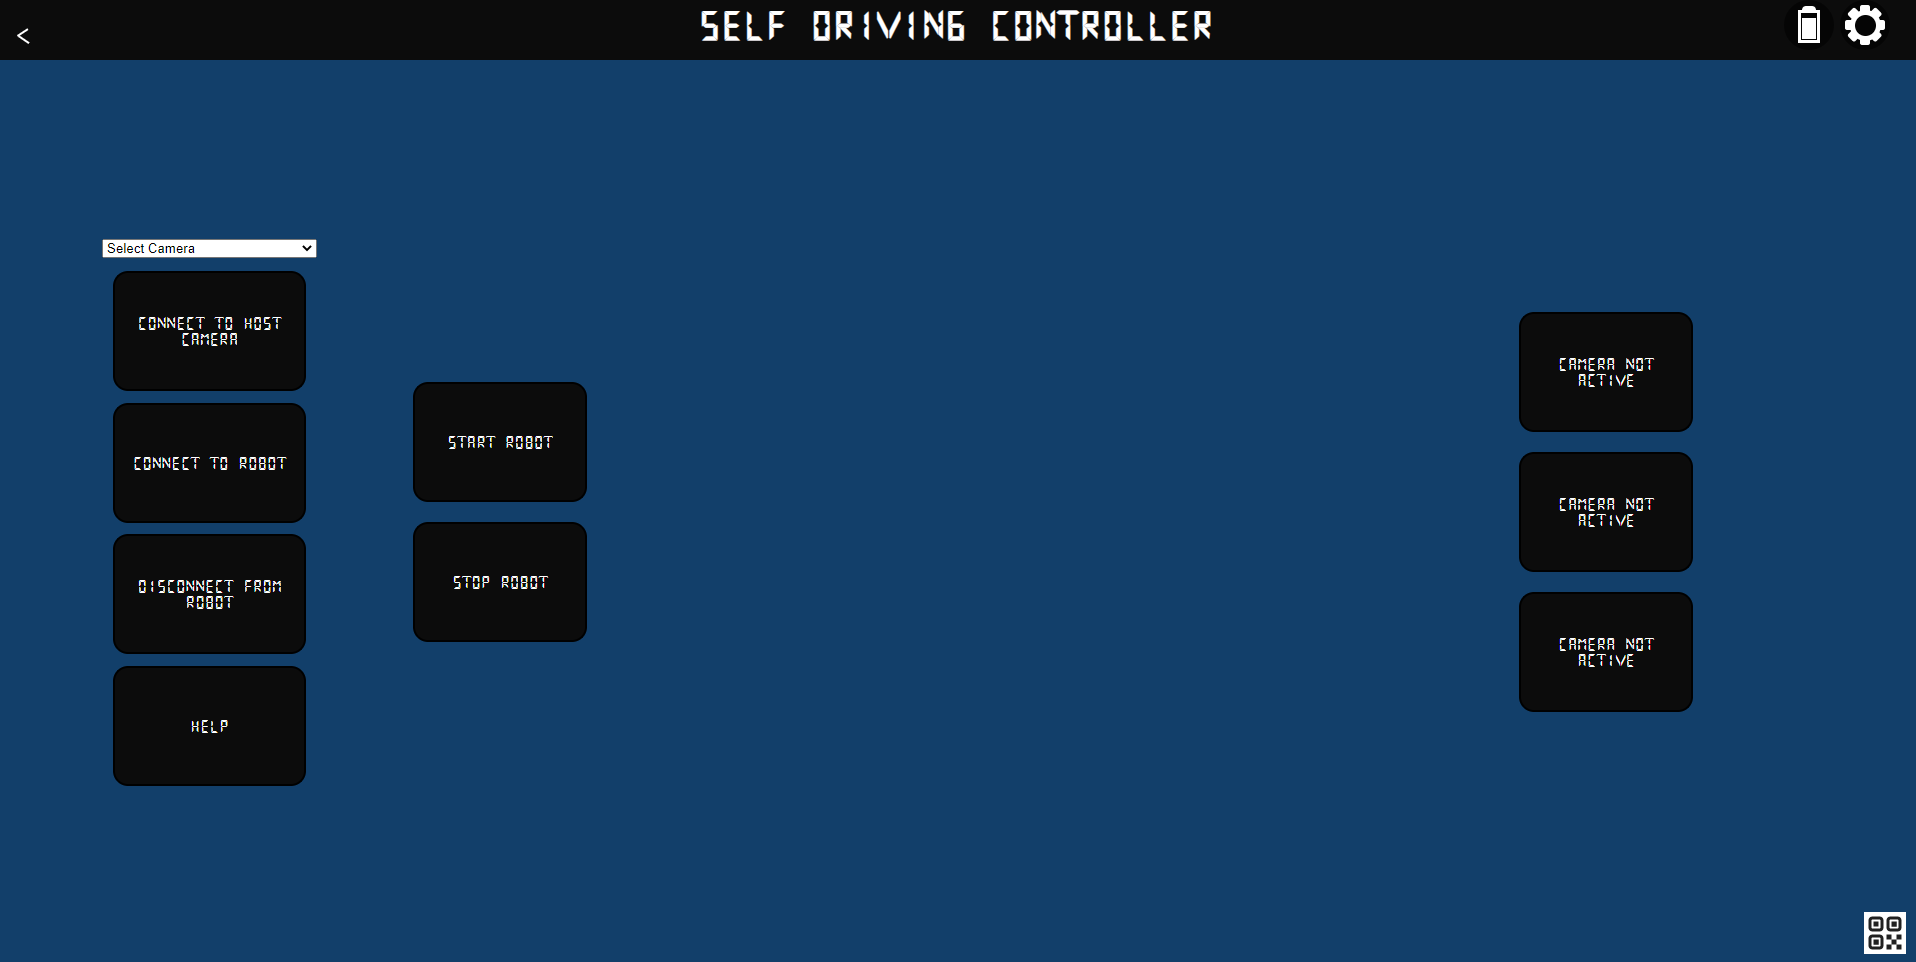 <
SELF DRIVING CONTROLLER
Select Camera
CONNECT TO HOST
CAMERA
CONNECT TO ROBOT
DISCONNECT FROM
ROBOT
HELP
START ROBOT
STOP ROBOT
CAMERA NOT
ACTIVE
CAMERA NOT
ACTIVE
CAMERA NOT
ACTIVE